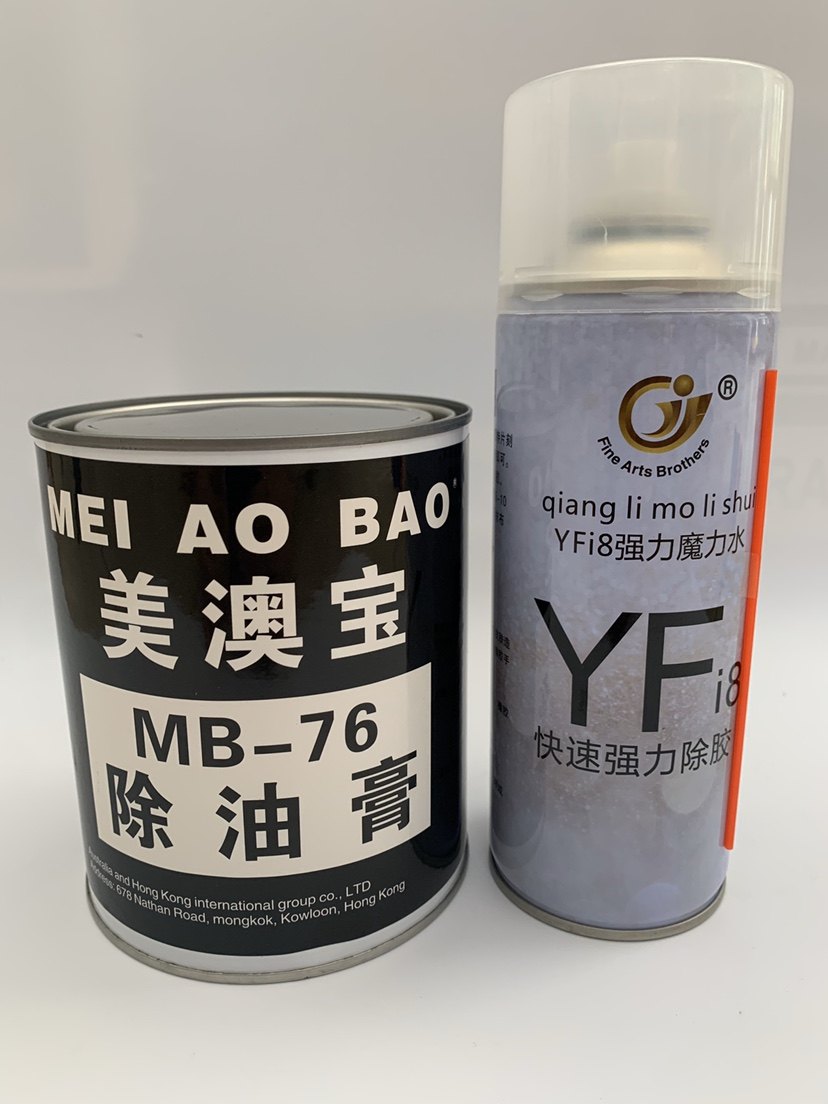 MEI AO BAO
美澳宝
MB-76
除油膏
Australia and Hong Kong international group co., LTD
Address: 678 Nathan Road, mongkok, Kowloon, Hong Kong
®
Fine Arts Brothers
qiang li mo li shui
YFi8强力魔力水
YFi8
快速强力除胶